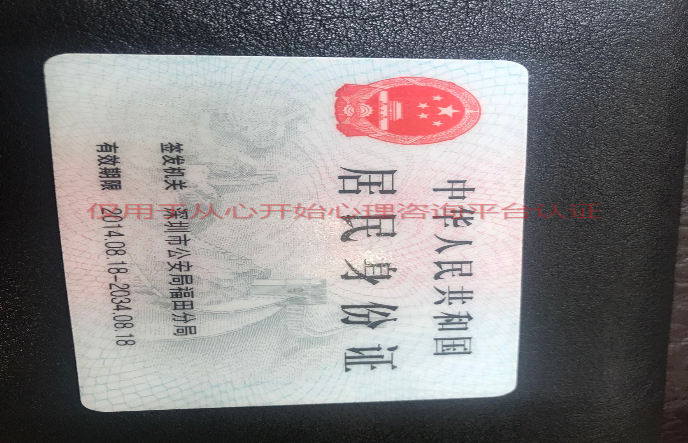 中华人民共和国
居民身份证
签发机关 深圳市公安局福田分局
有效期限 2014.08.18-2034.08.18
仅用于从心开始心理咨询平台认证